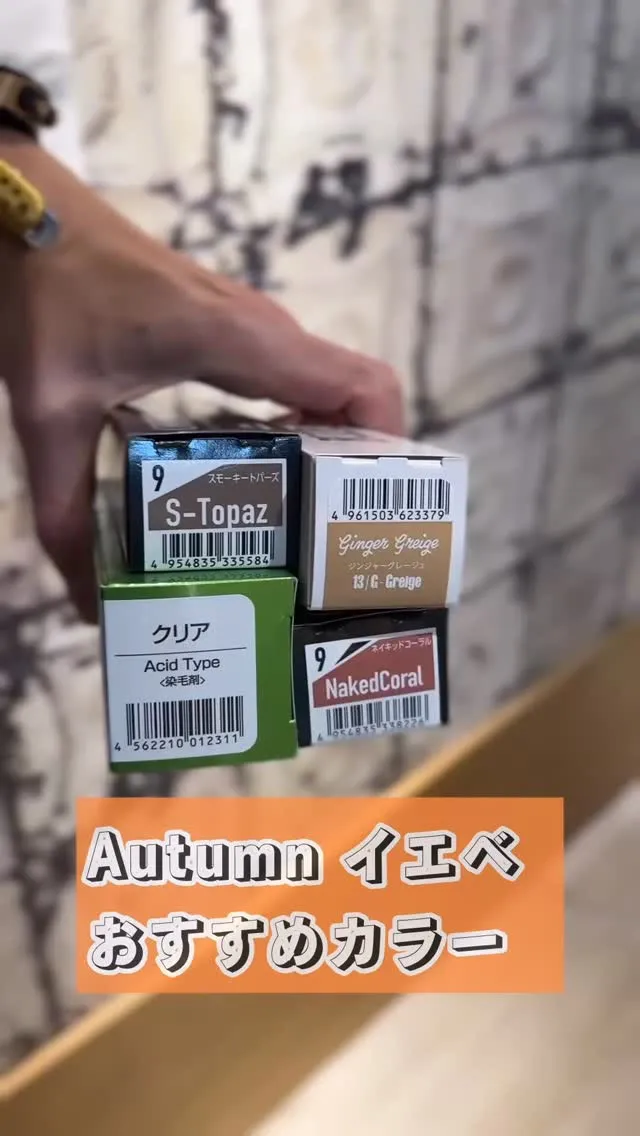 9
スモーキートパーズ
S-Topaz
4 954835 335584
4 961503 623379
Ginger Greige
ジンジャーグレージュ
13/G-Greige
クリア
Acid Type
<染毛剤>
4 562210 012311
9
ネイキッドコーラル
NakedCoral
4 954835 338226
Autumn イエベ
おすすめカラー